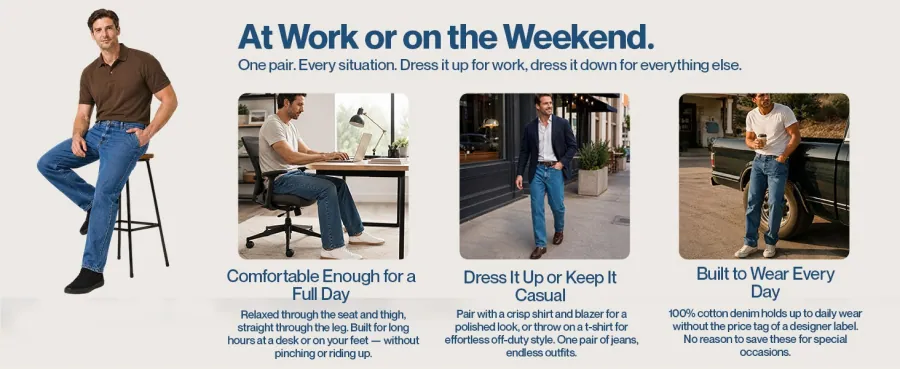 At Work or on the Weekend.
One pair. Every situation. Dress it up for work, dress it down for everything else.
Comfortable Enough for a
Full Day
Relaxed through the seat and thigh,
straight through the leg. Built for long
hours at a desk or on your feet — without
pinching or riding up.
Dress It Up or Keep It
Casual
Pair with a crisp shirt and blazer for a
polished look, or throw on a t-shirt for
effortless off-duty style. One pair of jeans,
endless outfits.
Built to Wear Every
Day
100% cotton denim holds up to daily wear
without the price tag of a designer label.
No reason to save these for special
occasions.